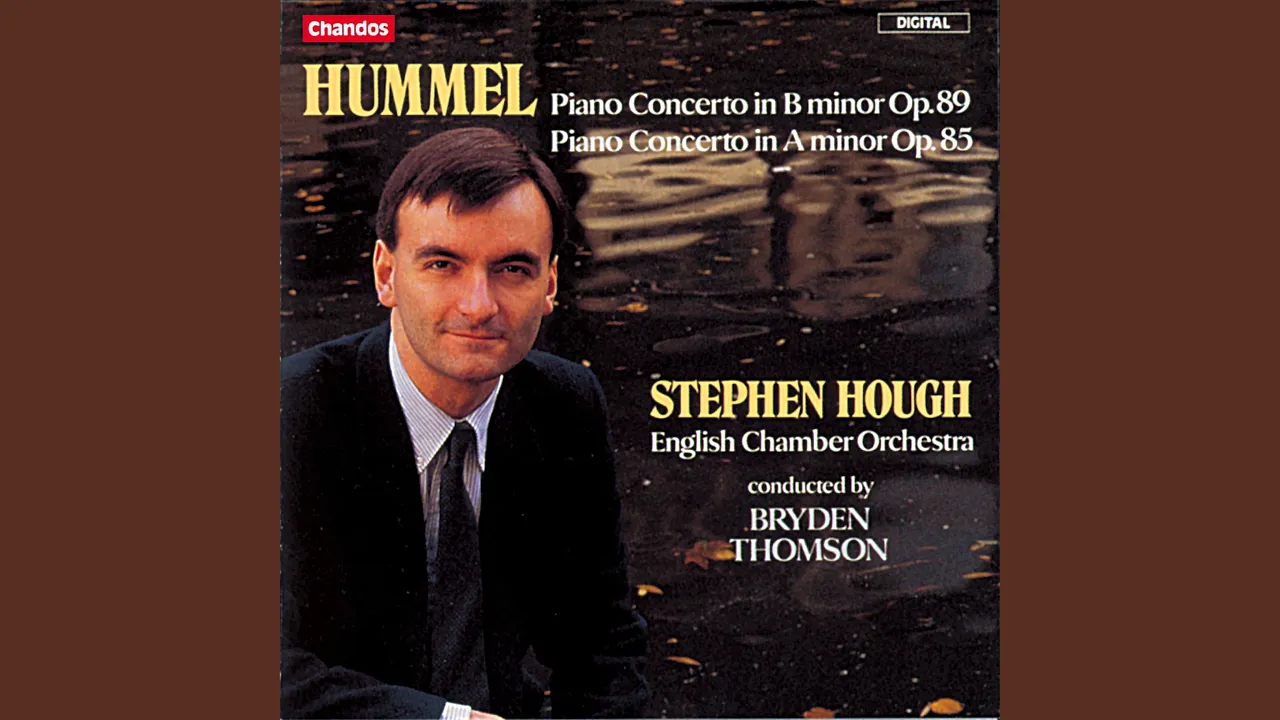 Chandos
DIGITAL
HUMMEL
Piano Concerto in B minor Op.89
Piano Concerto in A minor Op.85
STEPHEN HOUGH
English Chamber Orchestra
conducted by
BRYDEN
THOMSON